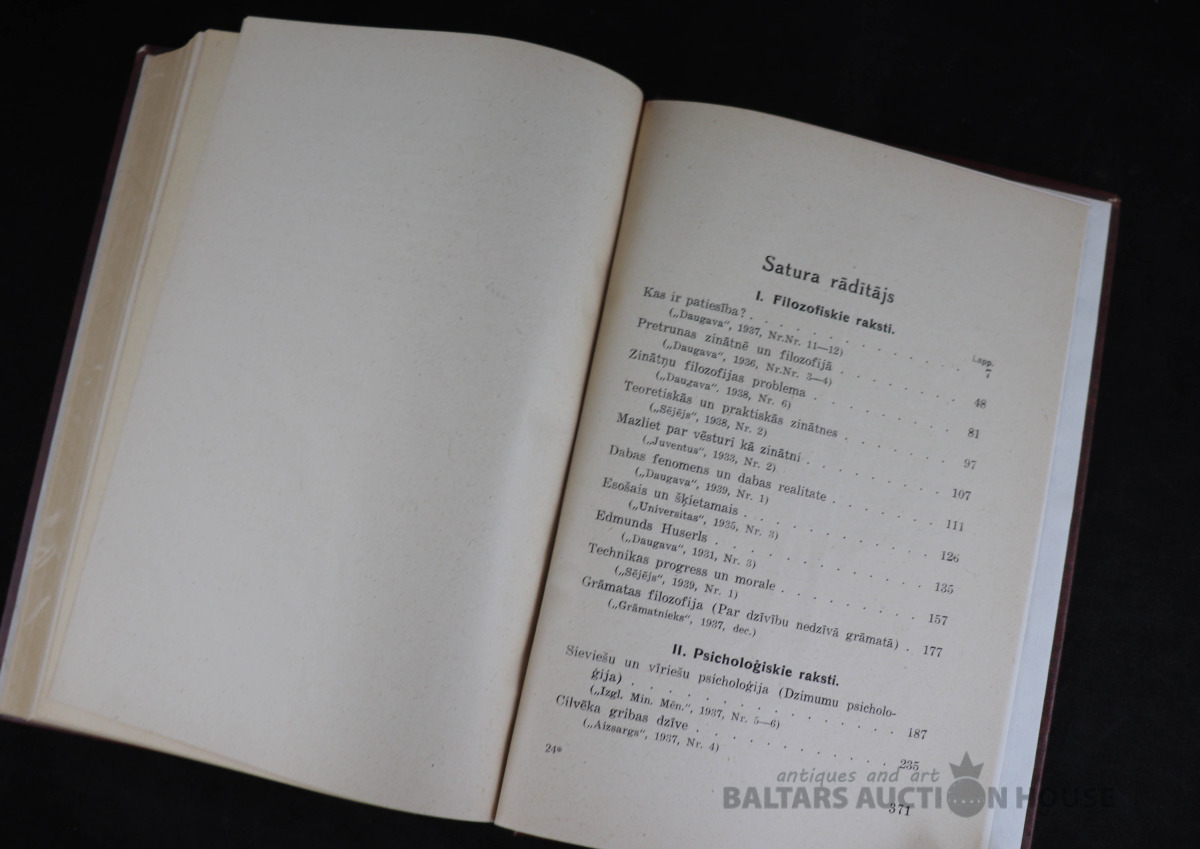 Satura rādītājs
I. Filozofiskie raksti.
Lapp.
Kas ir patiesība? . . . . . . . . . . . . 7
(„Daugava“, 1937, Nr.Nr. 11—12)
Pretrunas zinātnē un filozofijā . . . . . . 48
(„Daugava“, 1936, Nr.Nr. 3—4)
Zinātņu filozofijas problema . . . . . . . 81
(„Daugava“. 1938, Nr. 6)
Teoretiskās un praktiskās zinātnes . . . . . 97
(„Sējējs“, 1938, Nr. 2)
Mazliet par vēsturi kā zinātni . . . . . . . 107
(„Juventus“, 1933, Nr. 2)
Dabas fenomens un dabas realitate . . . . . . 111
(„Daugava“, 1939, Nr. 1)
Esošais un šķietamais . . . . . . . . . . 126
(„Universitas“, 1935, Nr. 3)
Edmunds Huserls . . . . . . . . . . . 135
(„Daugava“, 1931, Nr. 3)
Technikas progress un morale . . . . . . . 157
(„Sējējs“, 1939, Nr. 1)
Grāmatas filozofija (Par dzīvību nedzīvā grāmatā) . 177
(„Grāmatnieks“, 1937, dec.)
II. Psicholoģiskie raksti.
Sieviešu un vīriešu psicholoģija (Dzimumu psicholo-
ģija) . . . . . . . . . . . . . 187
(„Izgl. Min. Mēn.“, 1937, Nr. 5—6)
Cilvēka gribas dzīve . . . . . . . . . . 235
(„Aizsargs“, 1937, Nr. 4)
24*
371
antiques and art
BALTARS AUCTION HOUSE